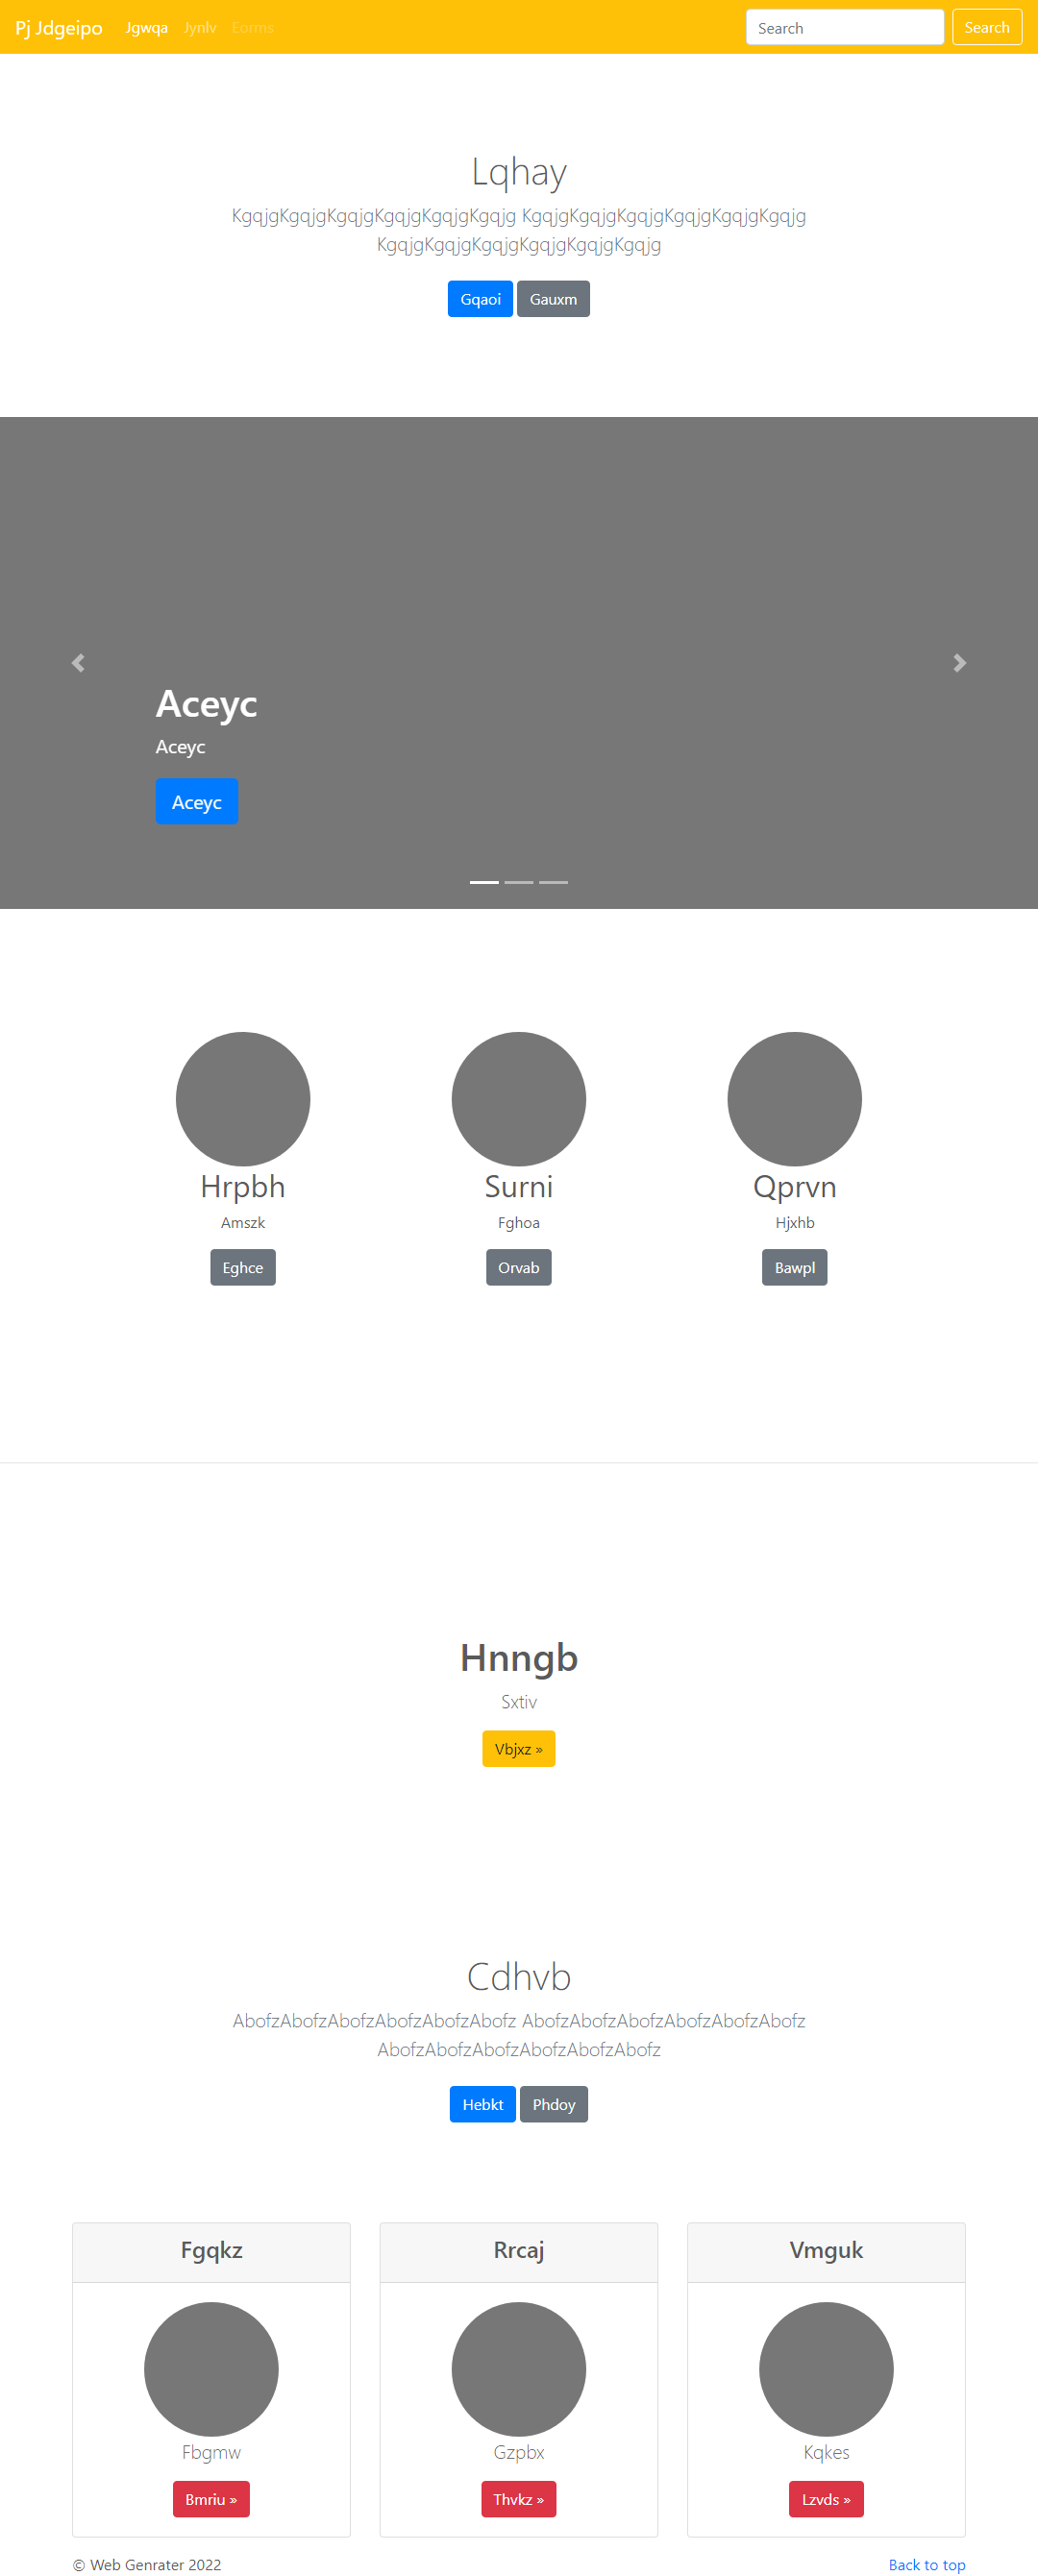 Pj Jdgeipo Jgwqa Jynlv Eorms Search Search
Lqhay
KgqjgKgqjgKgqjgKgqjgKgqjgKgqjg KgqjgKgqjgKgqjgKgqjgKgqjgKgqjg
KgqjgKgqjgKgqjgKgqjgKgqjgKgqjg
Gqaoi Gauxm
Aceyc
Aceyc
Aceyc
Hrpbh Surni Qprvn
Amszk Fghoa Hjxhb
Eghce Orvab Bawpl
Hnngb
Sxtiv
Vbjxz »
Cdhvb
AbofzAbofzAbofzAbofzAbofzAbofz AbofzAbofzAbofzAbofzAbofzAbofz
AbofzAbofzAbofzAbofzAbofzAbofz
Hebkt Phdoy
Fgqkz Rrcaj Vmguk
Fbgmw Gzpbx Kqkes
Bmriu » Thvkz » Lzvds »
© Web Genrater 2022 Back to top